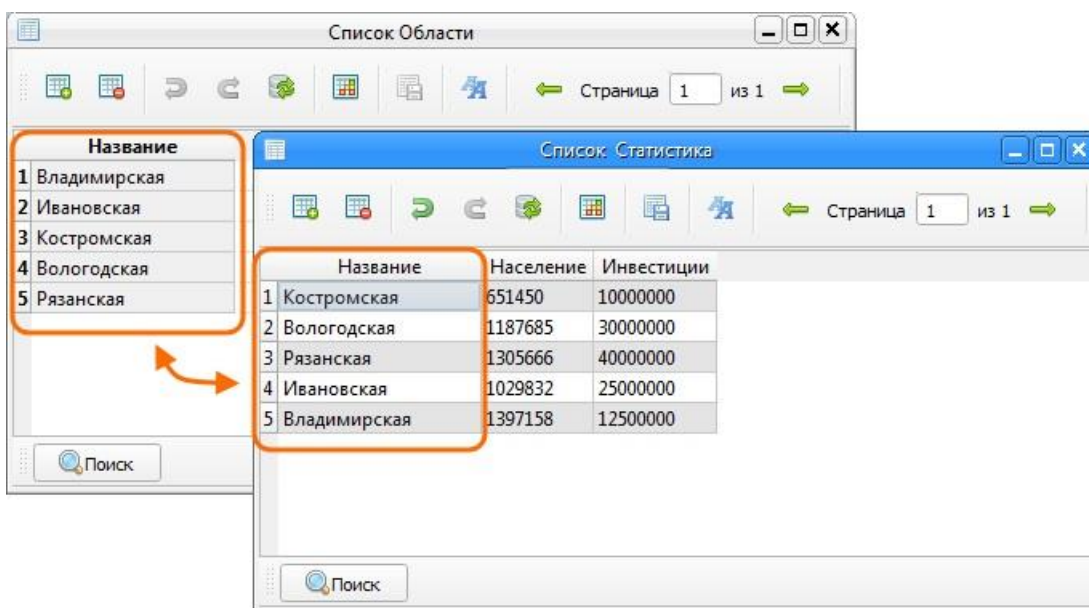 Список Области
Страница 1 из 1
Название
1 Владимирская
2 Ивановская
3 Костромская
4 Вологодская
5 Рязанская
Поиск
Список Статистика
Страница 1 из 1
Название Население Инвестиции
1 Костромская 651450 10000000
2 Вологодская 1187685 30000000
3 Рязанская 1305666 40000000
4 Ивановская 1029832 25000000
5 Владимирская 1397158 12500000
Поиск